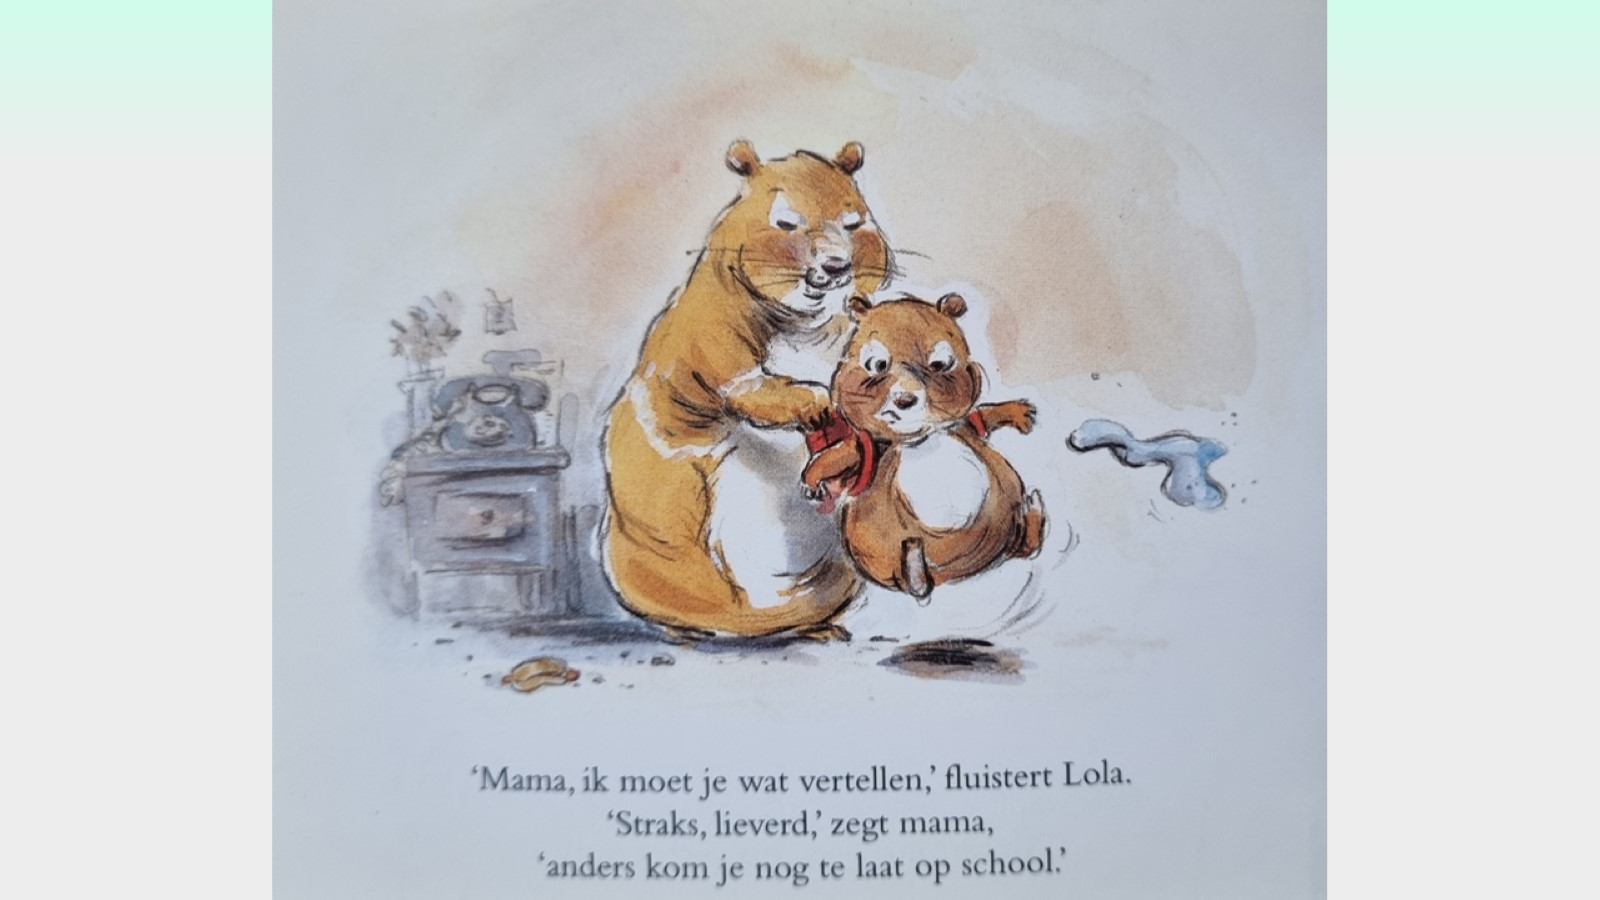 ‘Mama, ik moet je wat vertellen,’ fluistert Lola.
‘Straks, lieverd,’ zegt mama,
‘anders kom je nog te laat op school.’